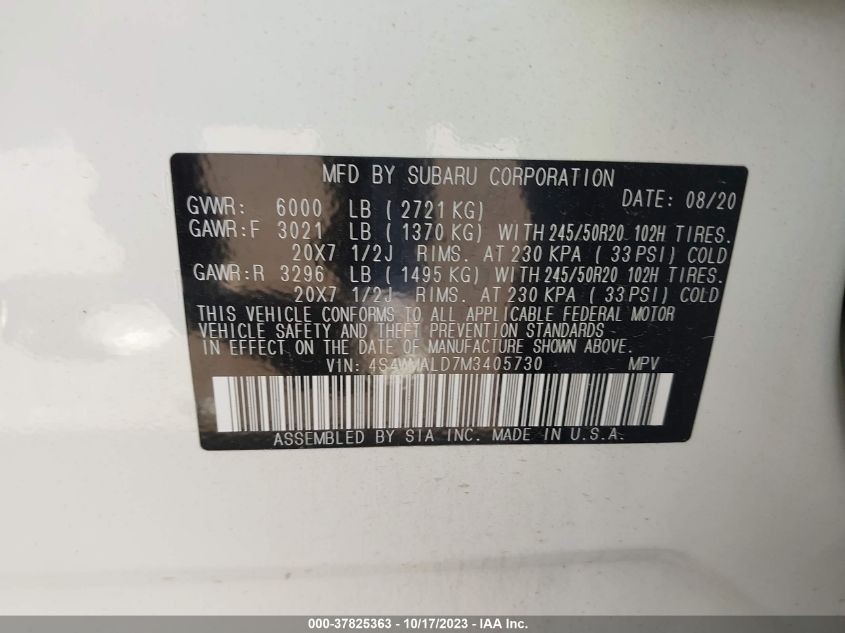 MFD BY SUBARU CORPORATION
DATE: 08/20
GVWR: 6000 LB ( 2721 KG)
GAWR:F 3021 LB ( 1370 KG) WITH 245/50R20 102H TIRES.
20X7 1/2J RIMS. AT 230 KPA ( 33 PSI) COLD
GAWR:R 3296 LB ( 1495 KG) WITH 245/50R20 102H TIRES.
20X7 1/2J RIMS. AT 230 KPA ( 33 PSI) COLD
THIS VEHICLE CONFORMS TO ALL APPLICABLE FEDERAL MOTOR
VEHICLE SAFETY AND THEFT PREVENTION STANDARDS
IN EFFECT ON THE DATE OF MANUFACTURE SHOWN ABOVE.
VIN: 4S4WMALD7M3405730 MPV
ASSEMBLED BY SIA INC. MADE IN U.S.A.
000-37825363 - 10/17/2023 - IAA Inc.